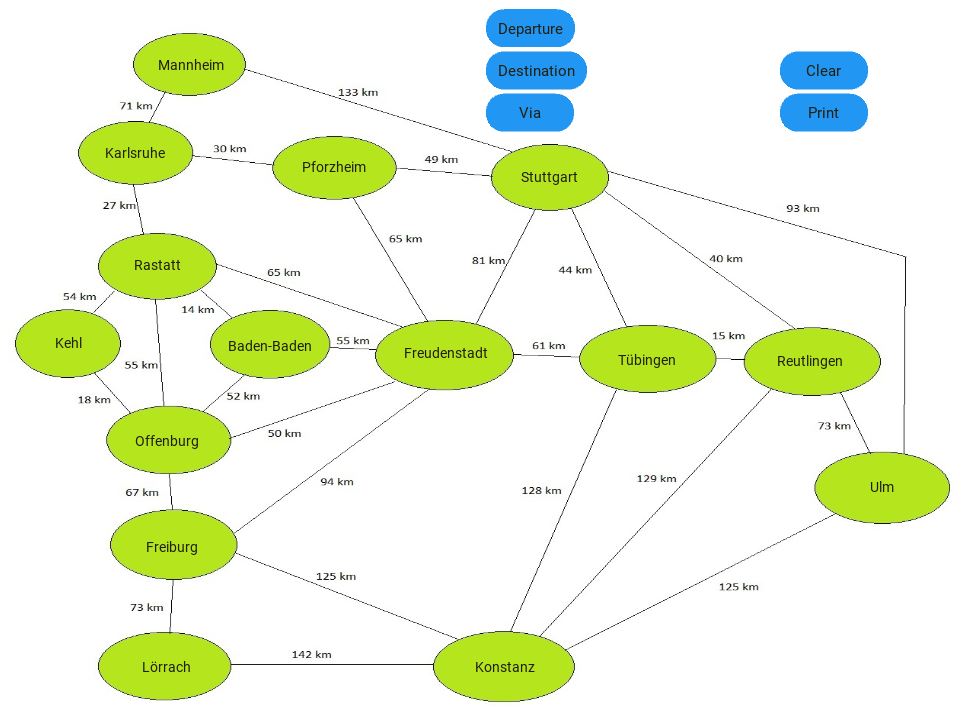 Departure
Destination
Clear
Via
Print
Mannheim
133 km
71 km
Karlsruhe
30 km
Pforzheim
49 km
Stuttgart
27 km
93 km
65 km
81 km
44 km
40 km
Rastatt
65 km
54 km
14 km
Kehl
Baden-Baden
55 km
Freudenstadt
61 km
Tübingen
15 km
Reutlingen
55 km
18 km
52 km
50 km
73 km
Offenburg
67 km
94 km
128 km
129 km
Ulm
Freiburg
125 km
125 km
73 km
142 km
Lörrach
Konstanz